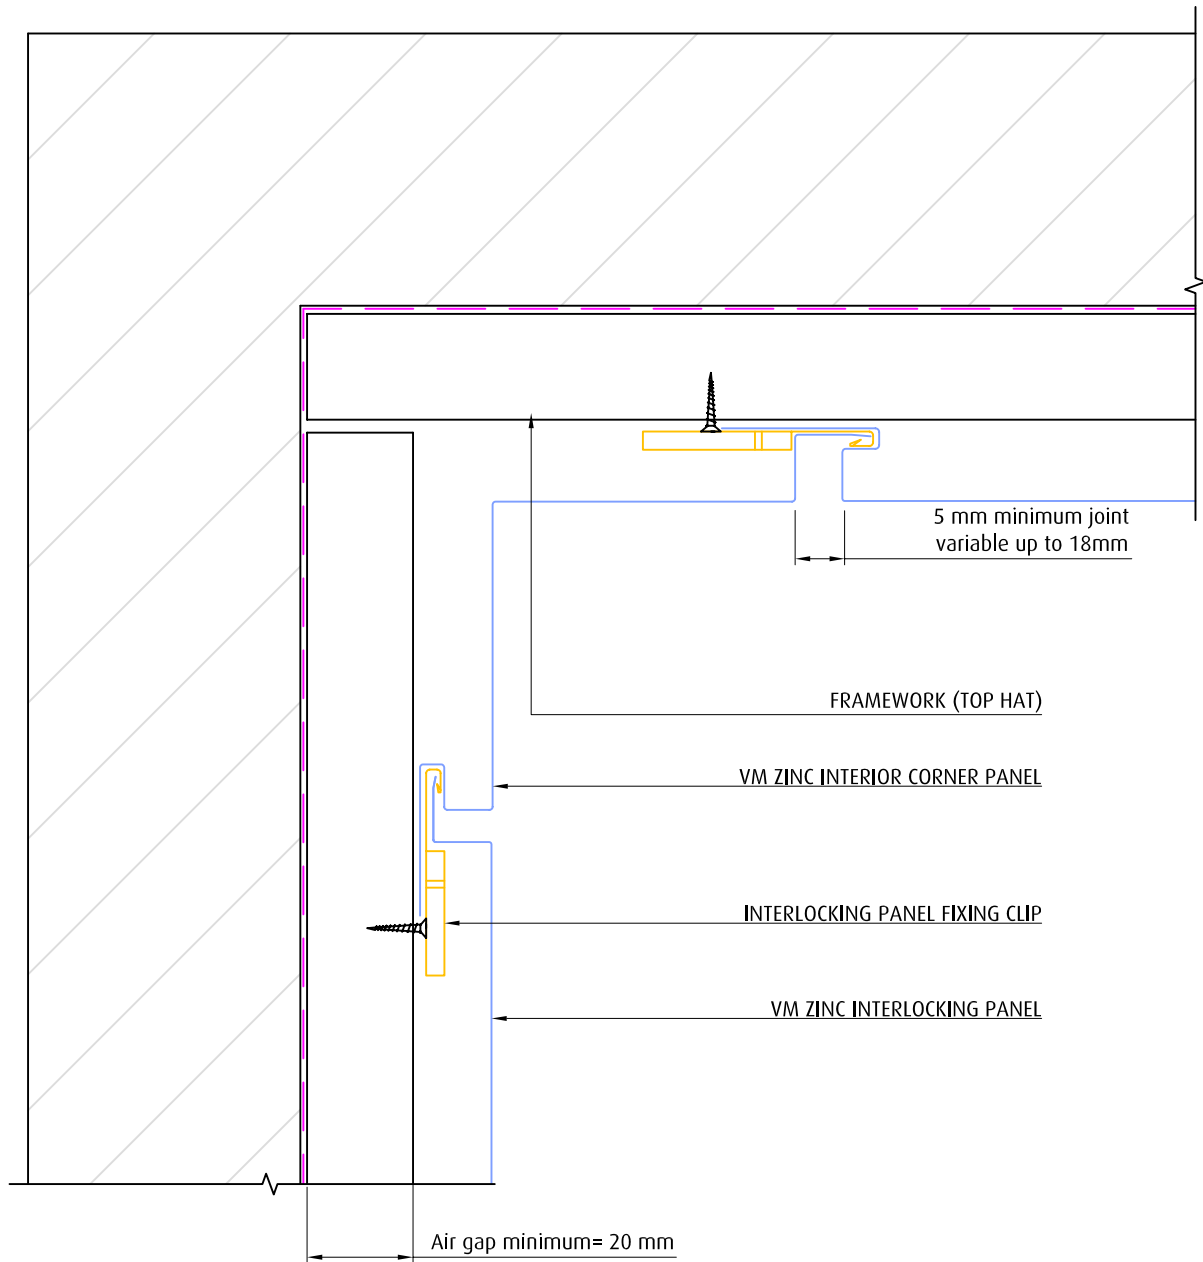 5 mm minimum joint
variable up to 18mm
FRAMEWORK (TOP HAT)
VM ZINC INTERIOR CORNER PANEL
INTERLOCKING PANEL FIXING CLIP
VM ZINC INTERLOCKING PANEL
Air gap minimum= 20 mm